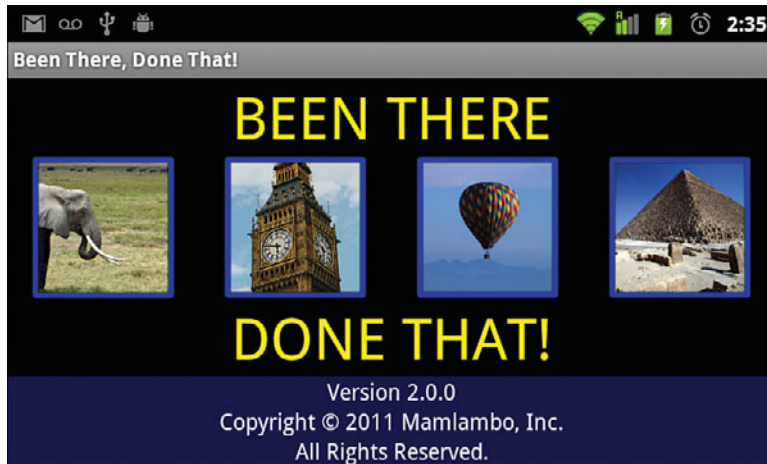 2:35
Been There, Done That!
BEEN THERE
DONE THAT!
Version 2.0.0
Copyright © 2011 Mamlambo, Inc.
All Rights Reserved.